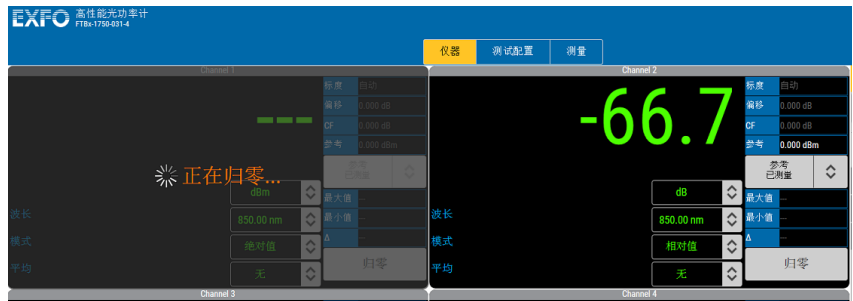 EXFO 高性能光功率计
FTBx-1750-031-4
仪器 测试配置 测量
Channel 1
---
正在归零...
标度 自动
偏移 0.000 dB
CF 0.000 dB
参考 0.000 dBm
参考
已测量
dBm
最大值 --
波长 850.00 nm
最小值 --
模式 绝对值
Δ --
平均 无
归零
Channel 2
-66.7
标度 自动
偏移 0.000 dB
CF 0.000 dB
参考 0.000 dBm
参考
已测量
dB
最大值 --
波长 850.00 nm
最小值 --
模式 相对值
Δ --
平均 无
归零
Channel 3
Channel 4